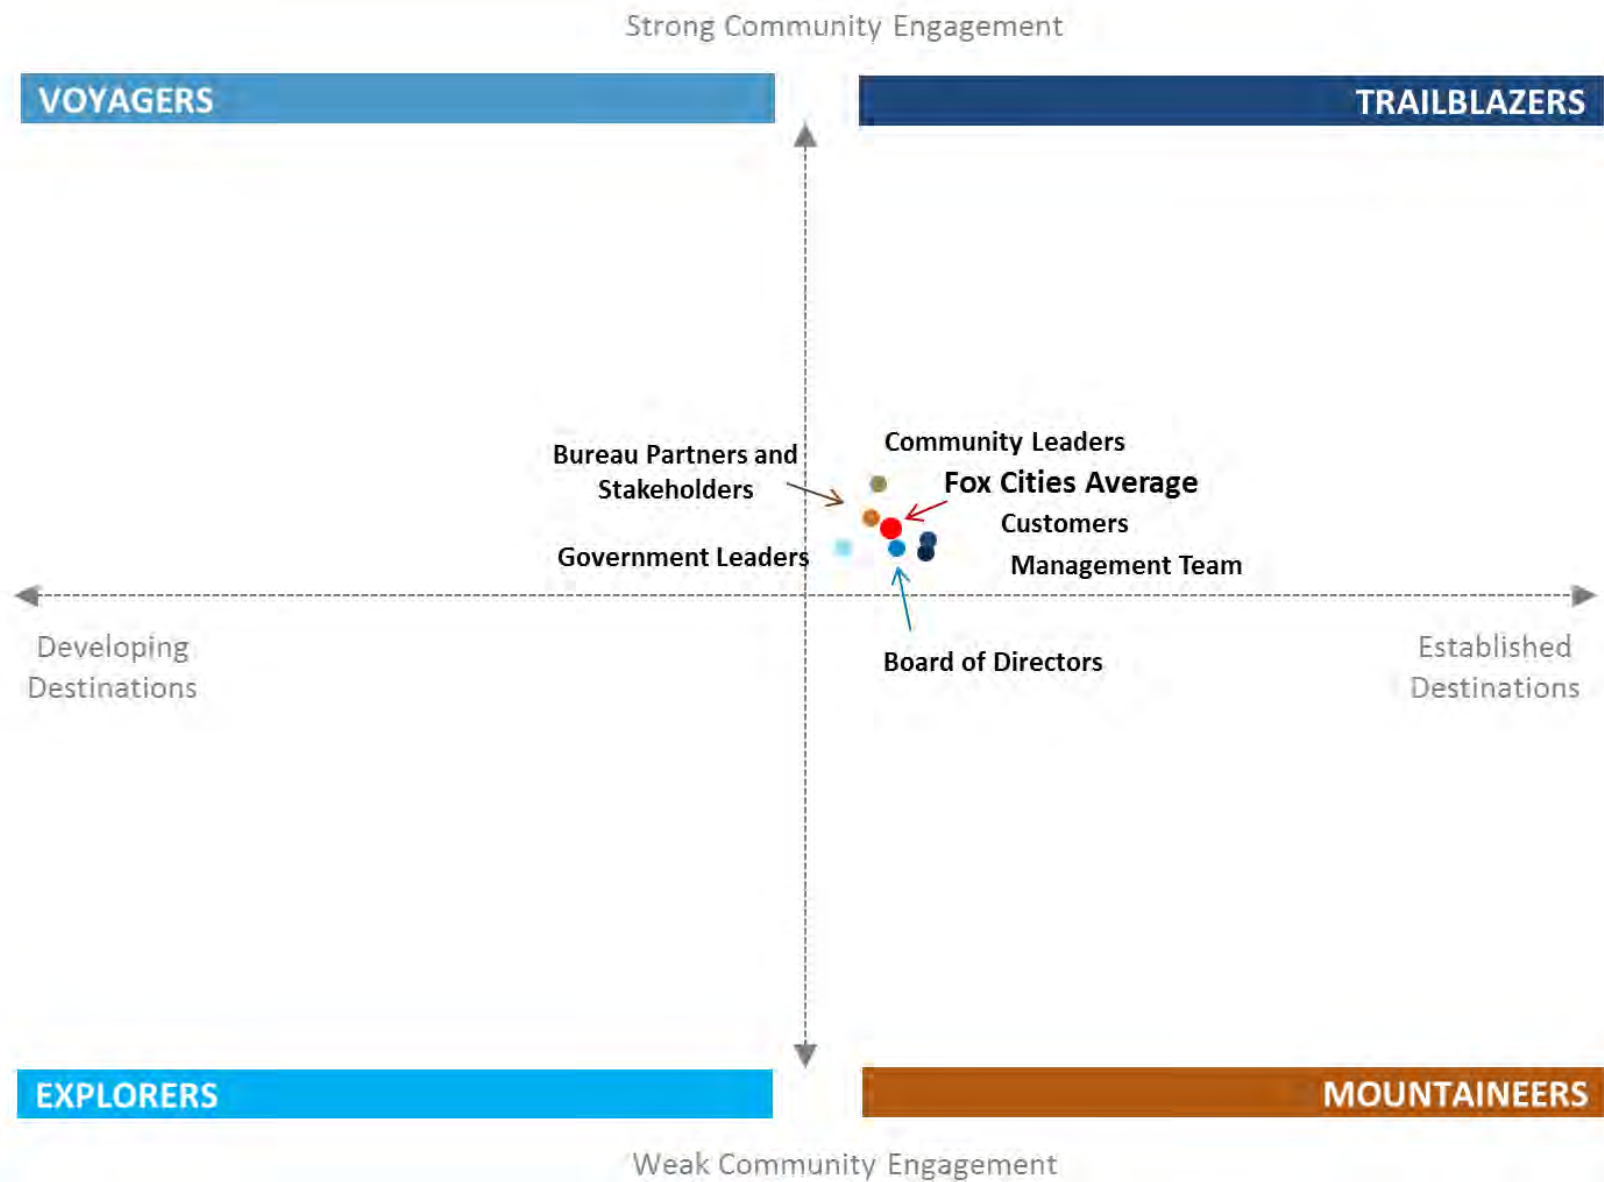 Strong Community Engagement
VOYAGERS
TRAILBLAZERS
Community Leaders
Bureau Partners and
Stakeholders
Fox Cities Average
Customers
Government Leaders
Management Team
Developing
Destinations
Established
Destinations
Board of Directors
EXPLORERS
MOUNTAINEERS
Weak Community Engagement